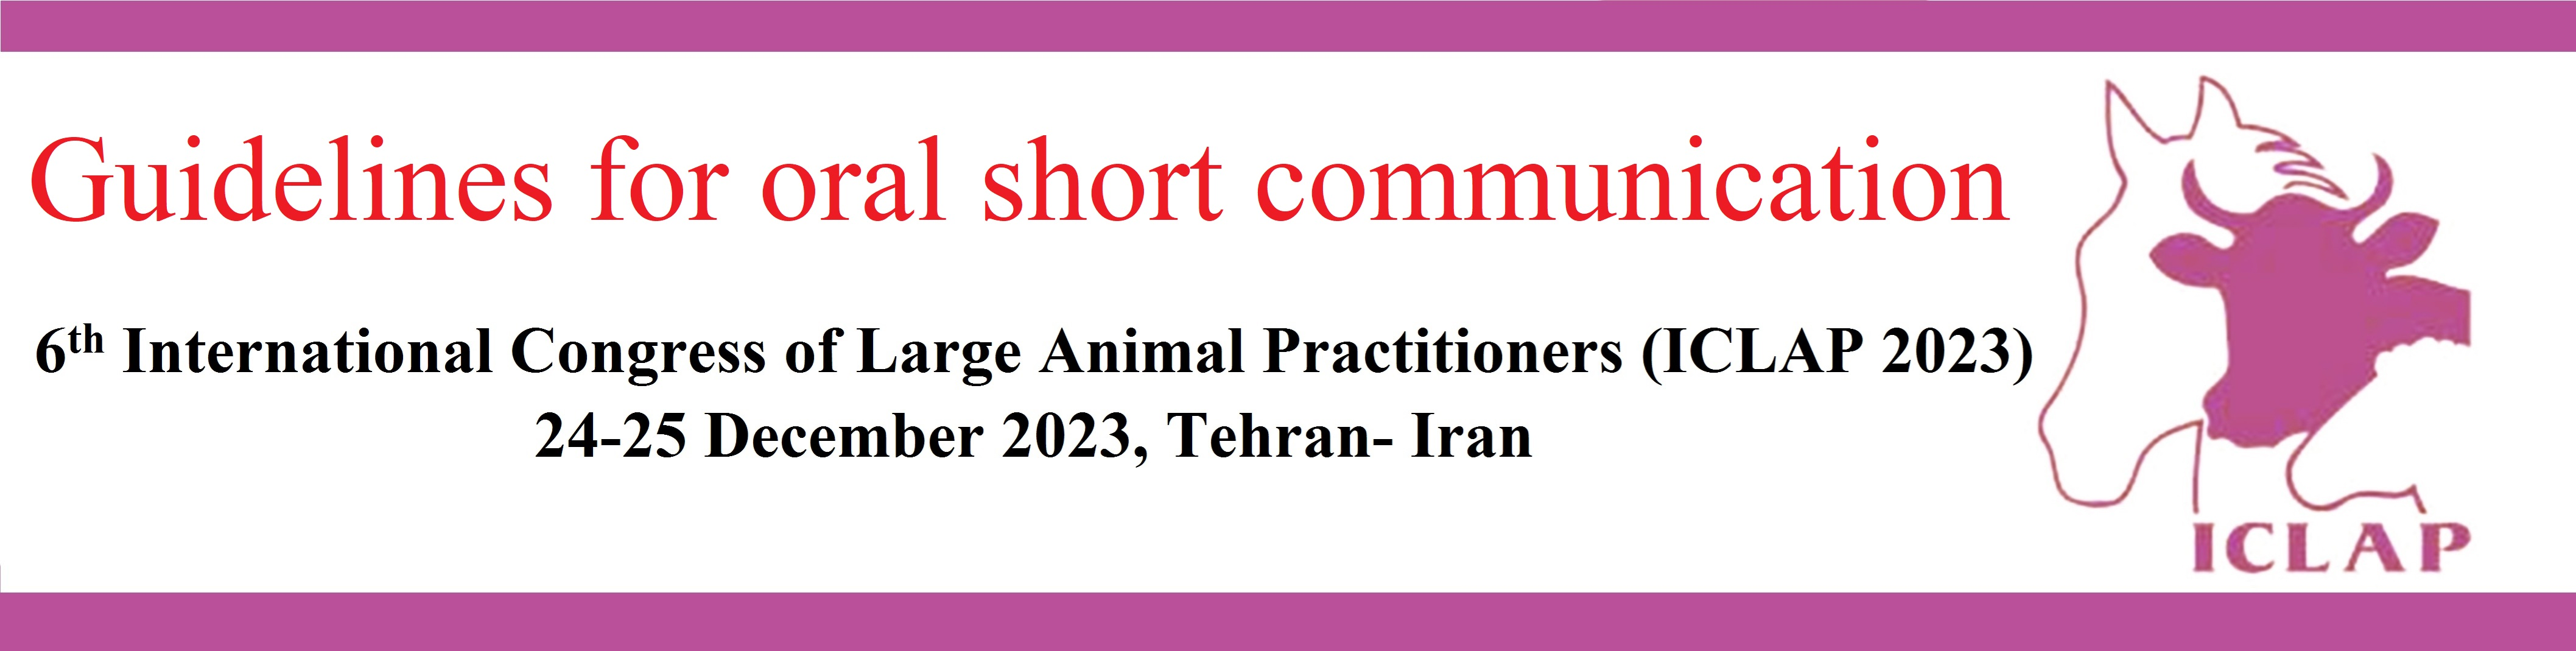 Guidelines for oral short communication
6th International Congress of Large Animal Practitioners (ICLAP 2023)
24-25 December 2023, Tehran- Iran
ICLAP